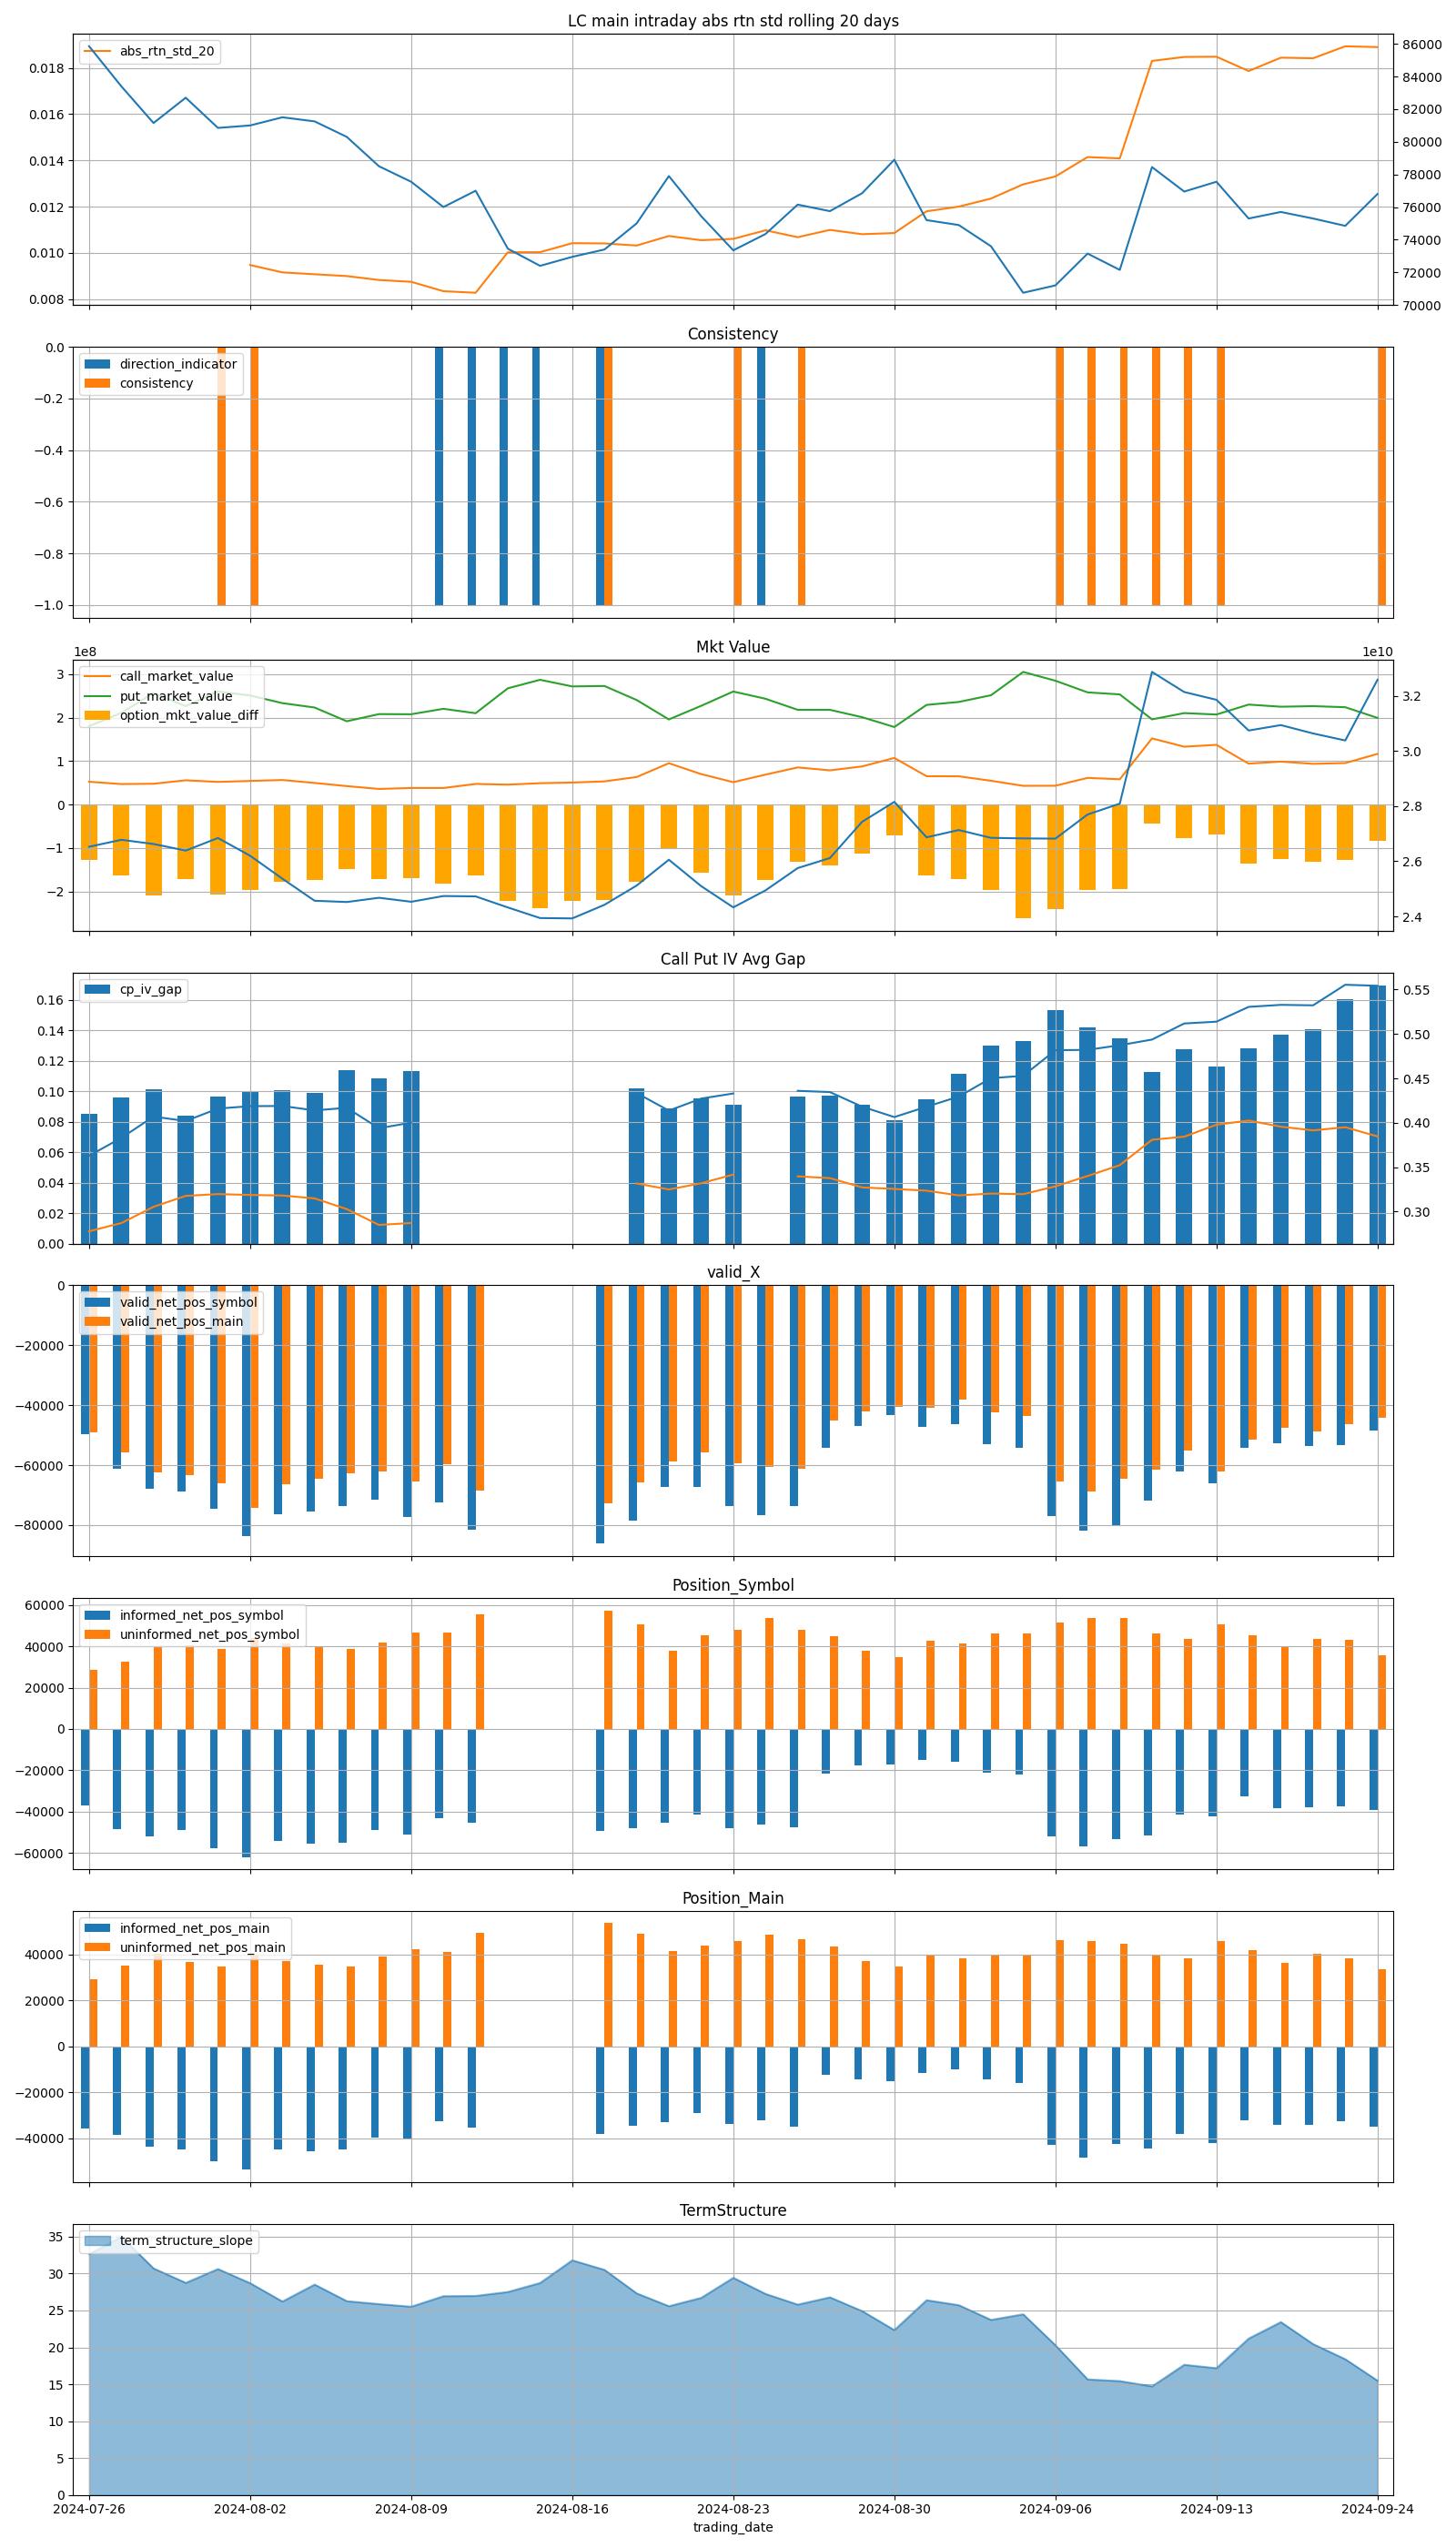 LC main intraday abs rtn std rolling 20 days
abs_rtn_std_20
0.018
0.016
0.014
0.012
0.010
0.008
86000
84000
82000
80000
78000
76000
74000
72000
70000
Consistency
direction_indicator
consistency
0.0
−0.2
−0.4
−0.6
−0.8
−1.0
Mkt Value
1e8
1e10
call_market_value
put_market_value
option_mkt_value_diff
3
2
1
0
−1
−2
3.2
3.0
2.8
2.6
2.4
Call Put IV Avg Gap
cp_iv_gap
0.16
0.14
0.12
0.10
0.08
0.06
0.04
0.02
0.00
0.55
0.50
0.45
0.40
0.35
0.30
valid_X
valid_net_pos_symbol
valid_net_pos_main
0
−20000
−40000
−60000
−80000
Position_Symbol
informed_net_pos_symbol
uninformed_net_pos_symbol
60000
40000
20000
0
−20000
−40000
−60000
Position_Main
informed_net_pos_main
uninformed_net_pos_main
40000
20000
0
−20000
−40000
TermStructure
term_structure_slope
35
30
25
20
15
10
5
0
2024-07-26 2024-08-02 2024-08-09 2024-08-16 2024-08-23 2024-08-30 2024-09-06 2024-09-13 2024-09-24
trading_date